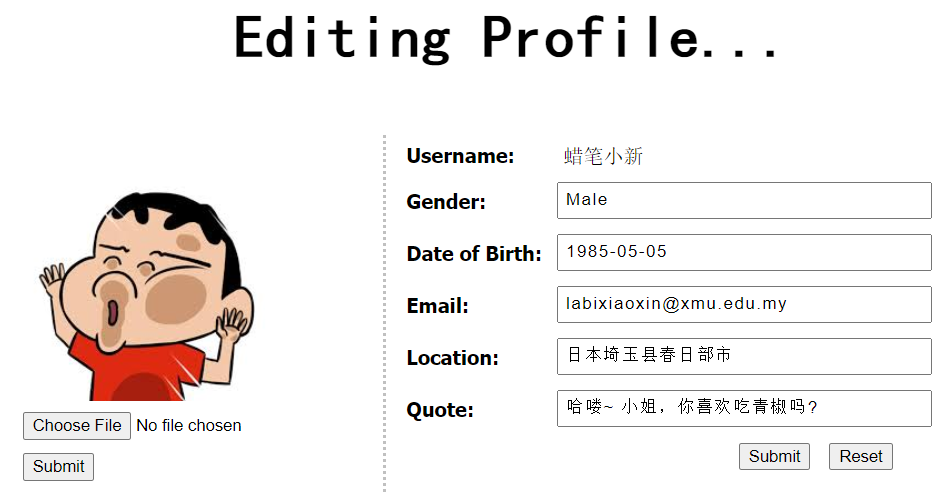 Editing Profile...
Username: 蜡笔小新
Gender: Male
Date of Birth: 1985-05-05
Email: labixiaoxin@xmu.edu.my
Location: 日本埼玉县春日部市
Quote: 哈喽~ 小姐，你喜欢吃青椒吗?
Choose File No file chosen
Submit
Submit Reset